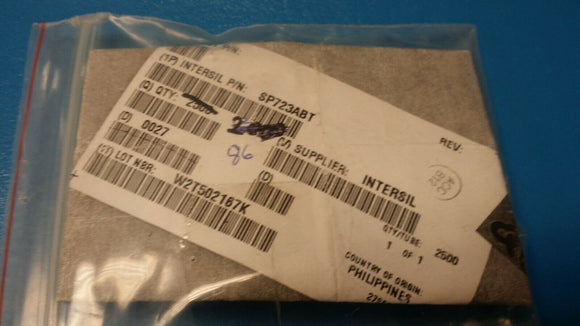 P/N:
(1P) INTERSIL P/N: SP723ABT
(Q) QTY:
86
REV:
(D) 0027
(V) SUPPLIER: INTERSIL
(D)
LOT NBR: W2T502167K
QTY/TUBE: 2500
1 OF 1
COUNTRY OF ORIGIN:
PHILIPPINES